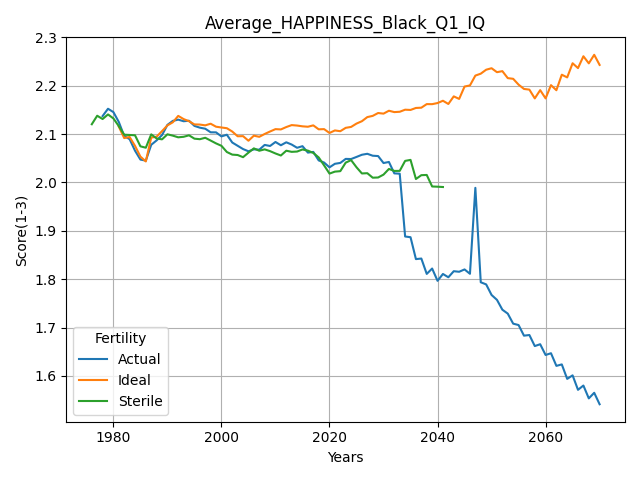 Average_HAPPINESS_Black_Q1_IQ
Score(1-3)
2.3
2.2
2.1
2.0
1.9
1.8
1.7
1.6
Fertility
Actual
Ideal
Sterile
1980
2000
2020
2040
2060
Years